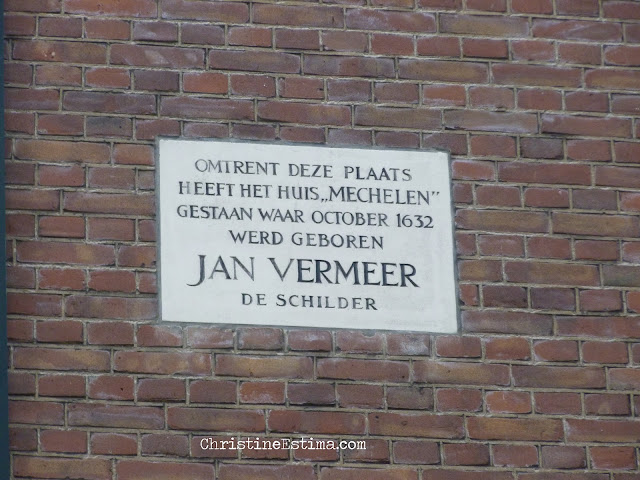 OMTRENT DEZE PLAATS
HEEFT HET HUIS„MECHELEN"
GESTAAN WAAR OCTOBER 1632
WERD GEBOREN
JAN VERMEER
DE SCHILDER
ChristineEstima.com